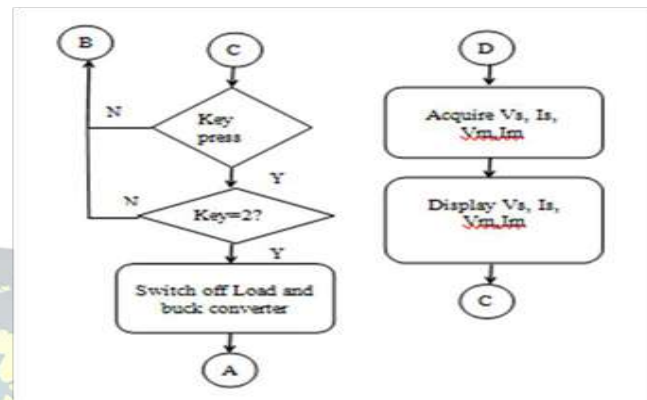 B
C
N
Key
press
Y
N
Key=2?
Y
Switch off Load and
buck converter
A
D
Acquire Vs, Is,
Vm,Im
Display Vs, Is,
Vm,Im
C